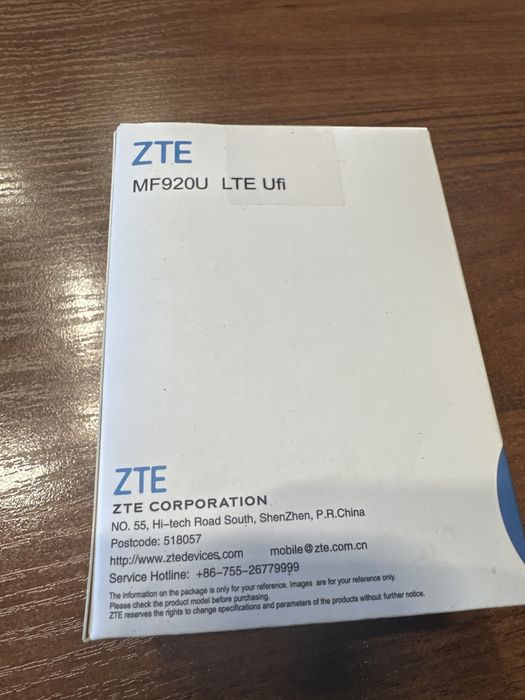 ZTE
MF920U LTE Ufi
ZTE
ZTE CORPORATION
NO. 55, Hi-tech Road South, ShenZhen, P.R.China
Postcode: 518057
http://www.ztedevices.com mobile@zte.com.cn
Service Hotline: +86-755-26779999
The information on the package is only for your reference. Images are for your reference only.
Please check the product model before purchasing.
ZTE reserves the rights to change specifications and parameters of the products without further notice.